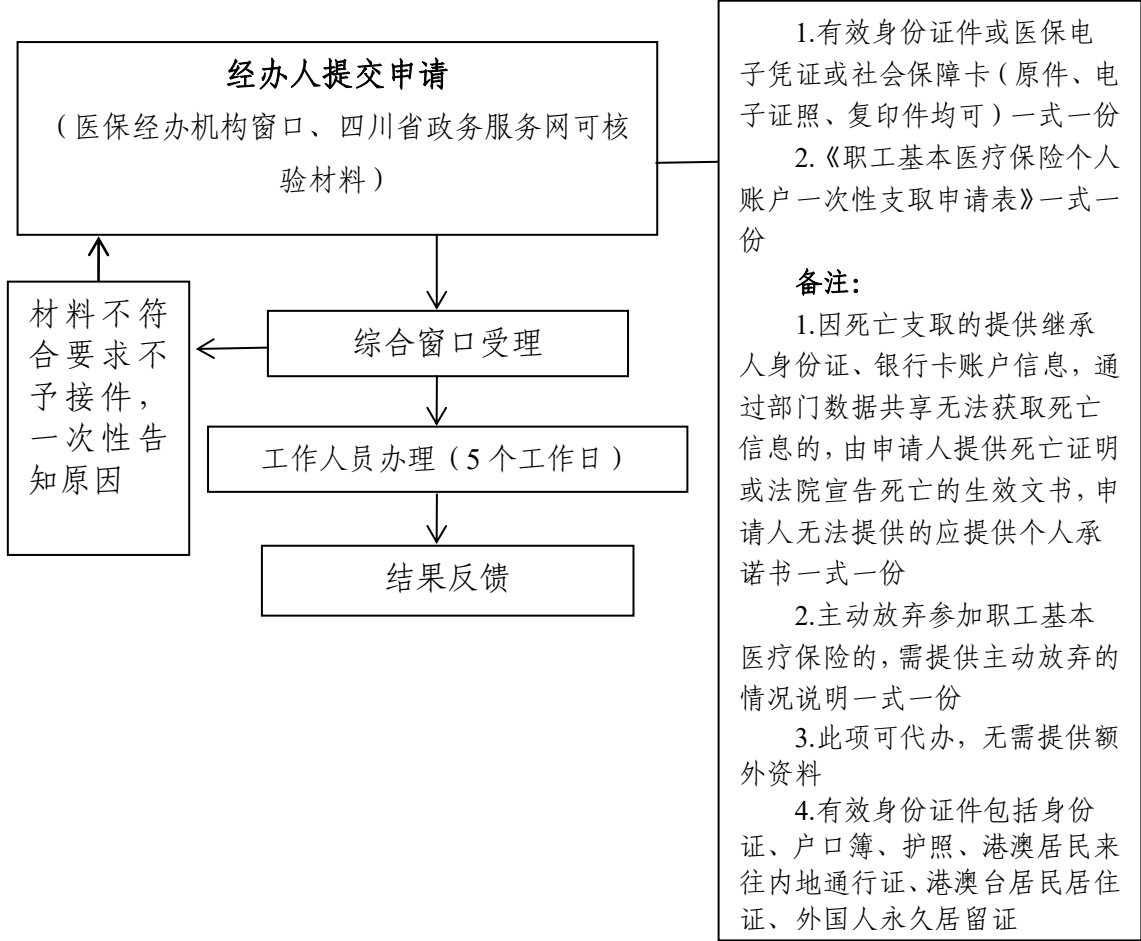 经办人提交申请
（医保经办机构窗口、四川省政务服务网可核
验材料）
材料不符
合要求不
予接件，
一次性告
知原因
综合窗口受理
工作人员办理（5 个工作日）
结果反馈
1.有效身份证件或医保电
子凭证或社会保障卡（原件、电
子证照、复印件均可）一式一份
2.《职工基本医疗保险个人
账户一次性支取申请表》一式一
份
备注：
1.因死亡支取的提供继承
人身份证、银行卡账户信息，通
过部门数据共享无法获取死亡
信息的，由申请人提供死亡证明
或法院宣告死亡的生效文书，申
请人无法提供的应提供个人承
诺书一式一份
2.主动放弃参加职工基本
医疗保险的，需提供主动放弃的
情况说明一式一份
3.此项可代办，无需提供额
外资料
4.有效身份证件包括身份
证、户口簿、护照、港澳居民来
往内地通行证、港澳台居民居住
证、外国人永久居留证